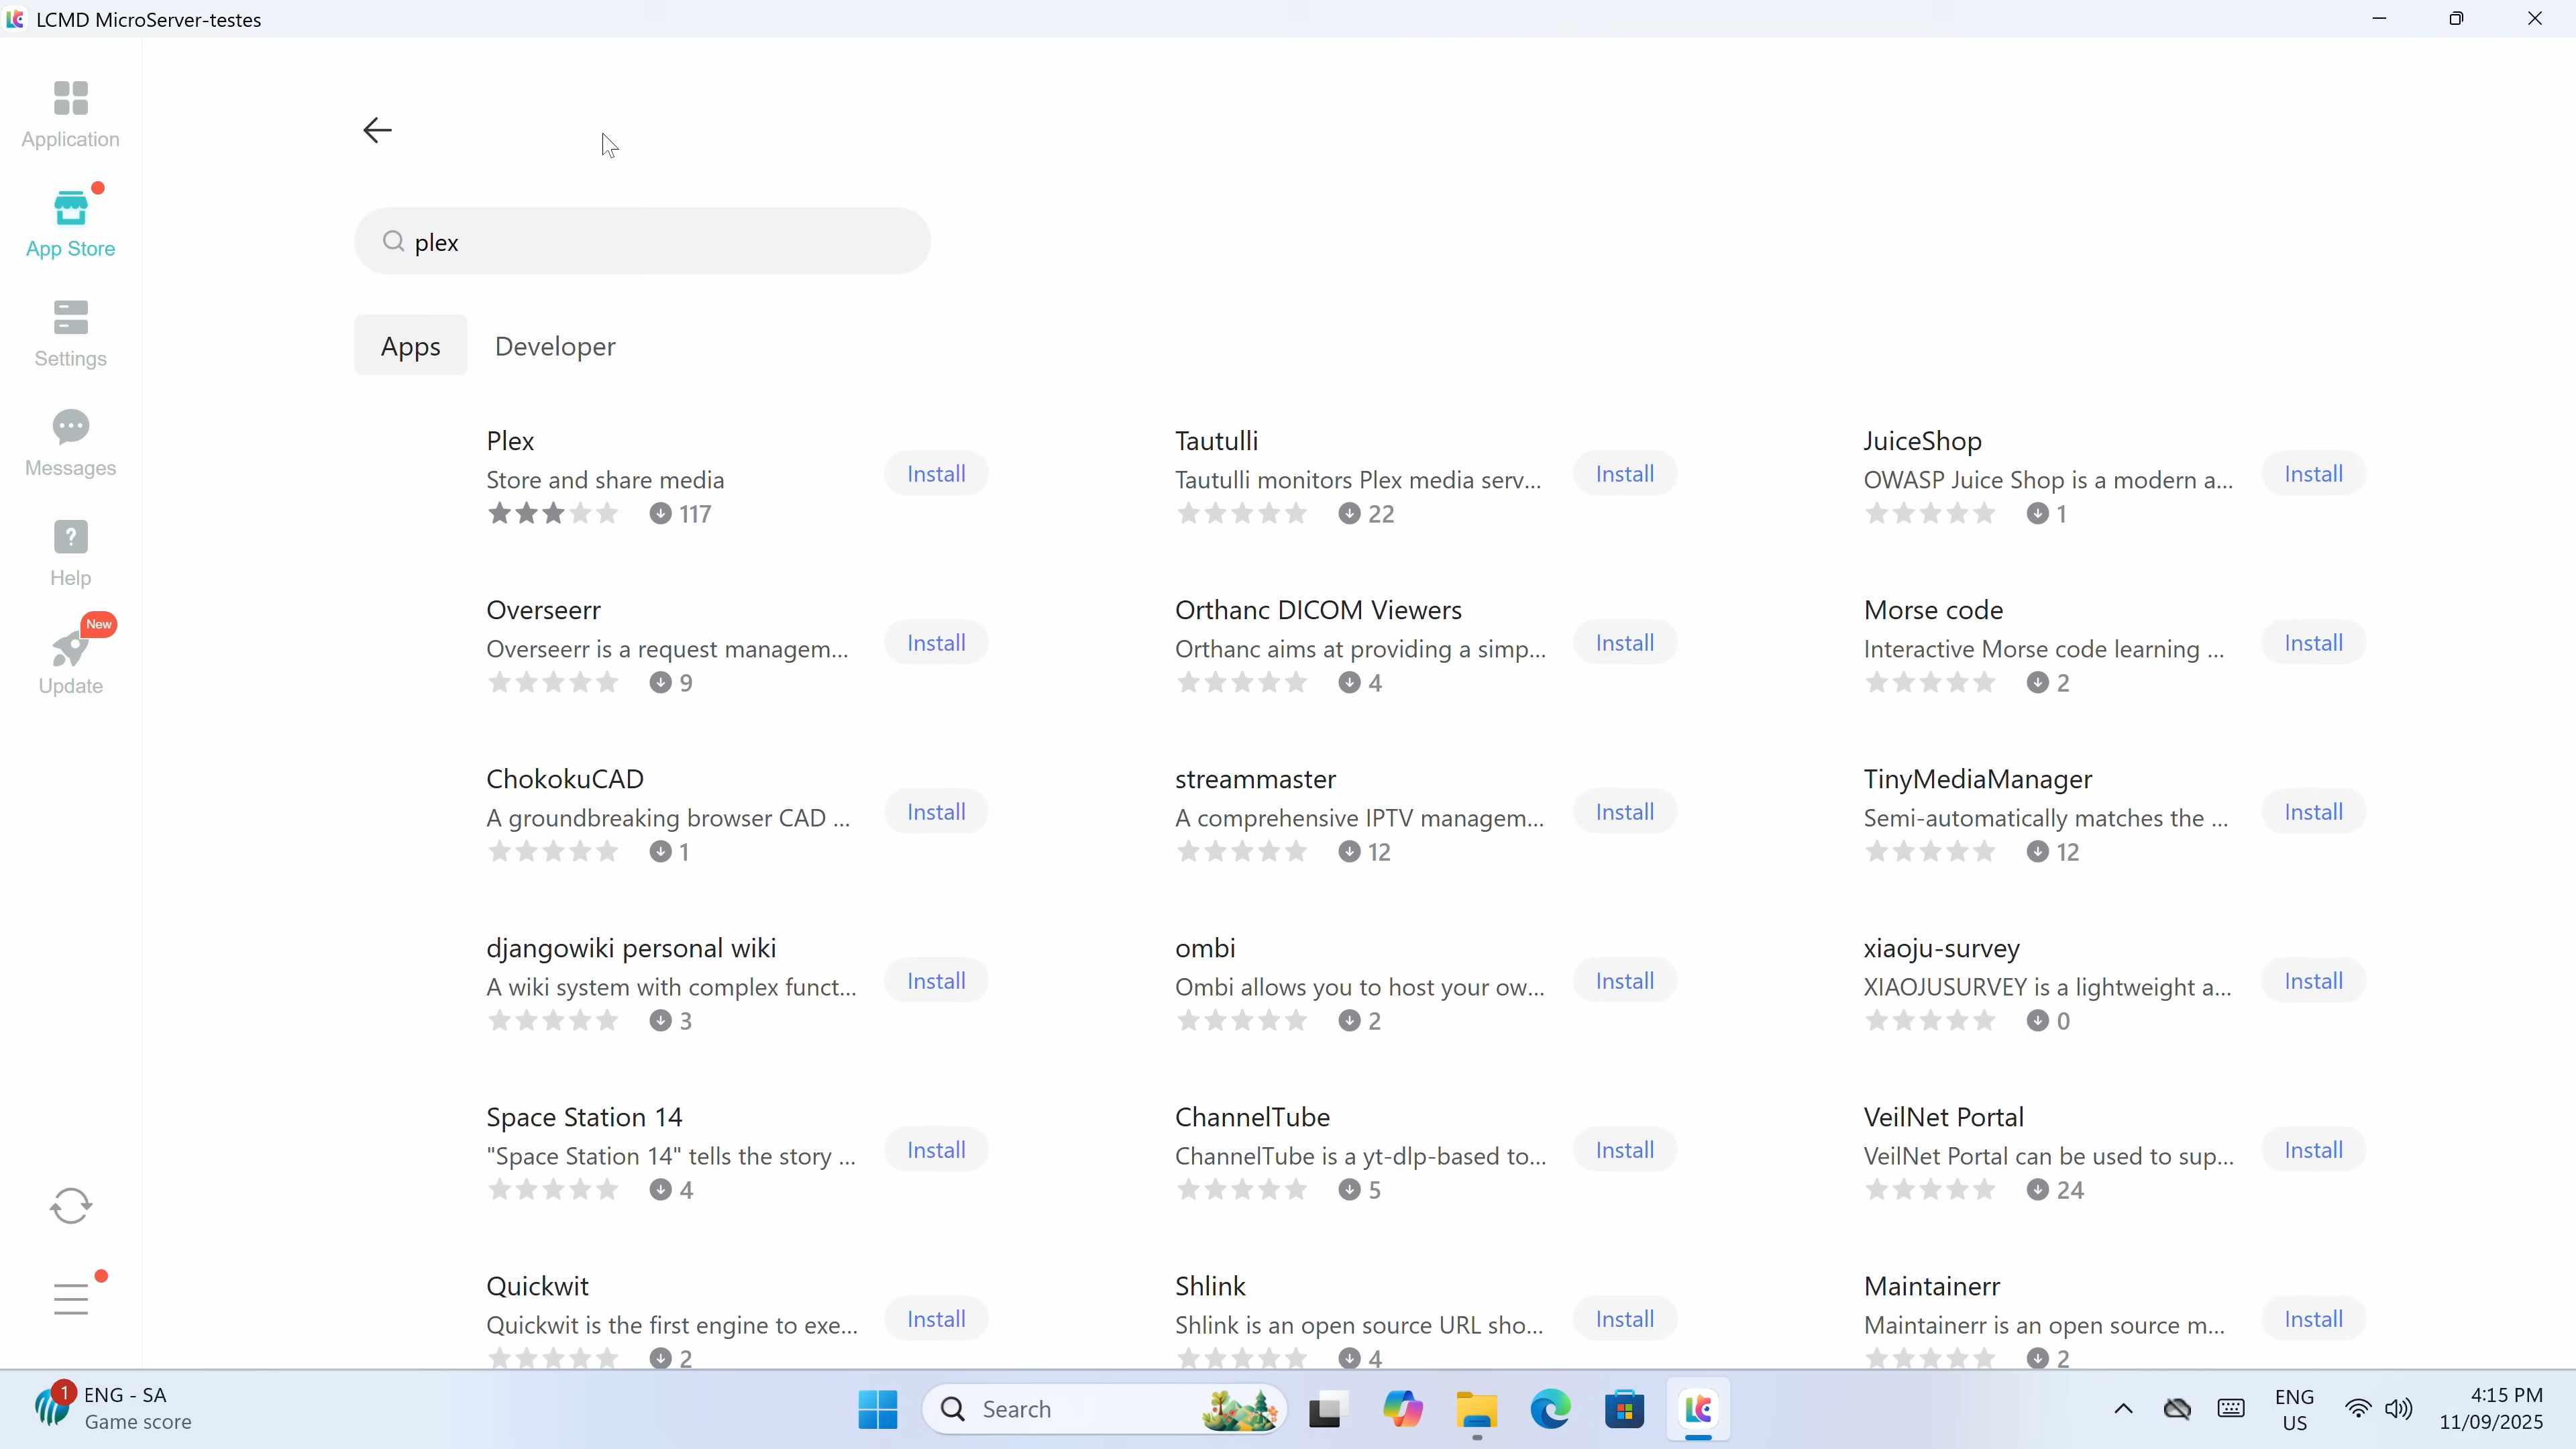 LCMD MicroServer-testes
Application
App Store
Settings
Messages
Help
New
Update
plex
Apps
Developer
Plex
Store and share media
117
Install
Tautulli
Tautulli monitors Plex media serv...
22
Install
JuiceShop
OWASP Juice Shop is a modern a...
1
Install
Overseerr
Overseerr is a request managem...
9
Install
Orthanc DICOM Viewers
Orthanc aims at providing a simp...
4
Install
Morse code
Interactive Morse code learning ...
2
Install
ChokokuCAD
A groundbreaking browser CAD ...
1
Install
streammaster
A comprehensive IPTV managem...
12
Install
TinyMediaManager
Semi-automatically matches the ...
12
Install
djangowiki personal wiki
A wiki system with complex funct...
3
Install
ombi
Ombi allows you to host your ow...
2
Install
xiaoju-survey
XIAOJUSURVEY is a lightweight a...
0
Install
Space Station 14
"Space Station 14" tells the story ...
4
Install
ChannelTube
ChannelTube is a yt-dlp-based to...
5
Install
VeilNet Portal
VeilNet Portal can be used to sup...
24
Install
Quickwit
Quickwit is the first engine to exe...
2
Install
Shlink
Shlink is an open source URL sho...
4
Install
Maintainerr
Maintainerr is an open source m...
2
Install
1
ENG - SA
Game score
Search
ENG
US
4:15 PM
11/09/2025